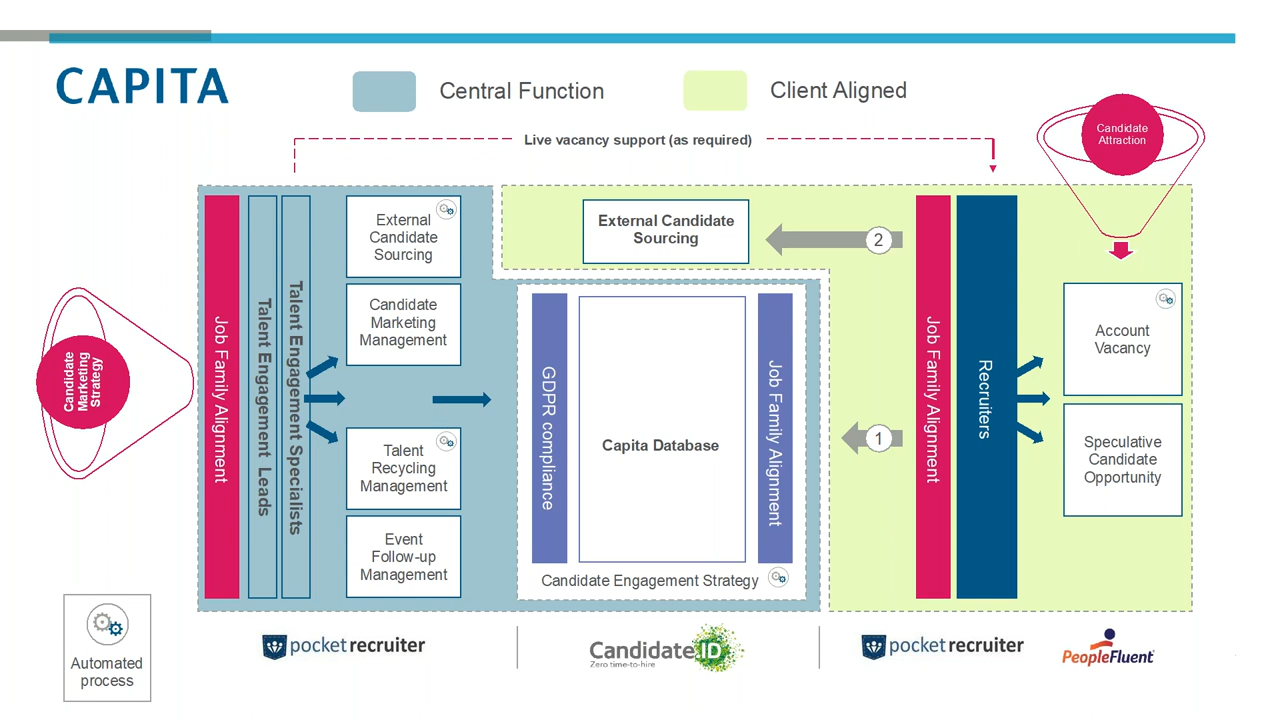 CAPITA
Central Function
Client Aligned
Live vacancy support (as required)
Candidate
Attraction
Candidate
Marketing
Strategy
Job Family Alignment
Talent Engagement Leads
Talent Engagement Specialists
External
Candidate
Sourcing
Candidate
Marketing
Management
Talent
Recycling
Management
Event
Follow-up
Management
External Candidate
Sourcing
2
GDPR compliance
Capita Database
Job Family Alignment
Candidate Engagement Strategy
1
Job Family Alignment
Recruiters
Account
Vacancy
Speculative
Candidate
Opportunity
Automated
process
pocketrecruiter
Candidate.ID
Zero time-to-hire
pocketrecruiter
PeopleFluent